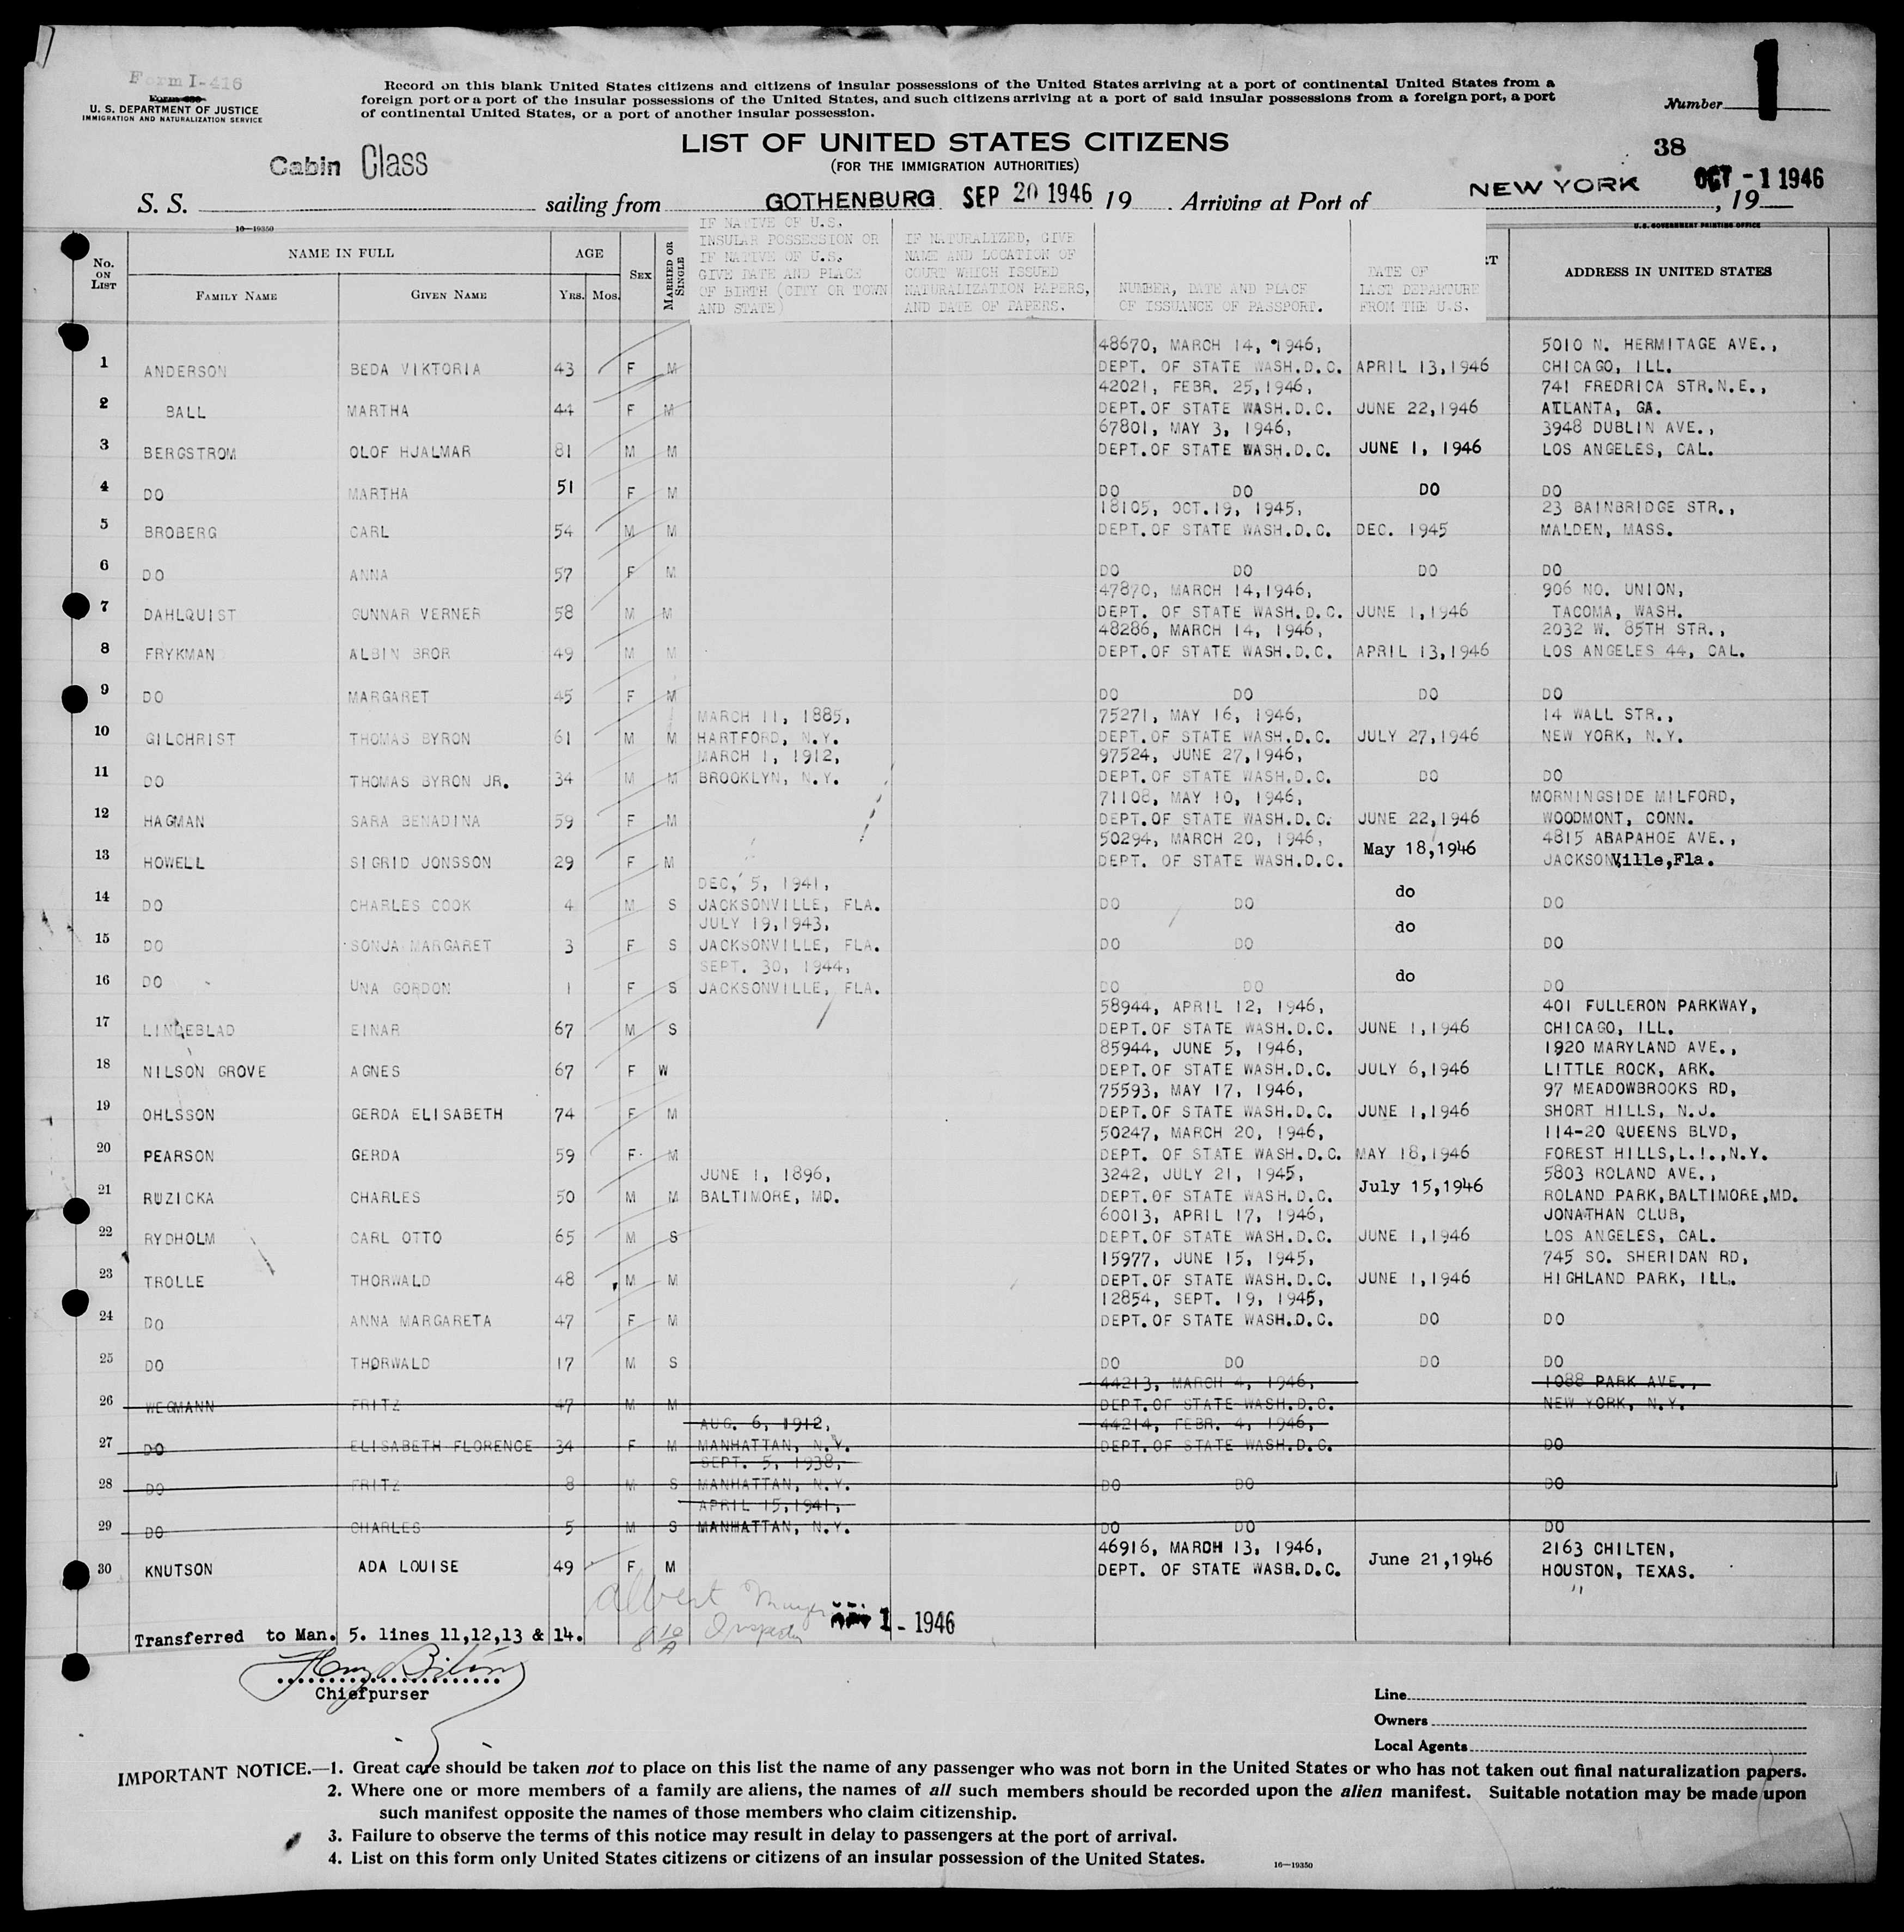 Form I-416
U. S. DEPARTMENT OF JUSTICE
IMMIGRATION AND NATURALIZATION SERVICE
Record on this blank United States citizens and citizens of insular possessions of the United States arriving at a port of continental United States from a
foreign port or a port of the insular possessions of the United States, and such citizens arriving at a port of said insular possessions from a foreign port, a port
of continental United States, or a port of another insular possession.
Number 1
LIST OF UNITED STATES CITIZENS
(FOR THE IMMIGRATION AUTHORITIES)
38
Cabin Class
S. S. sailing from GOTHENBURG SEP 20 1946 19 Arriving at Port of NEW YORK OCT - 1 1946 , 19
16—19350
U. S. GOVERNMENT PRINTING OFFICE
No. ON LIST
NAME IN FULL
FAMILY NAME
GIVEN NAME
AGE
YRS. MOS.
SEX
MARRIED OR SINGLE
IF NATIVE OF U.S.
INSULAR POSSESSION OR
IF NATIVE OF U.S.
GIVE DATE AND PLACE
OF BIRTH (CITY OR TOWN
AND STATE)
IF NATURALIZED, GIVE
NAME AND LOCATION OF
COURT WHICH ISSUED
NATURALIZATION PAPERS,
AND DATE OF PAPERS.
NUMBER, DATE AND PLACE
OF ISSUANCE OF PASSPORT.
DATE OF
LAST DEPARTURE
FROM THE U.S.
RT
ADDRESS IN UNITED STATES
48670, MARCH 14, 1946, 5010 N. HERMITAGE AVE.,
1 ANDERSON BEDA VIKTORIA 43 F M DEPT. OF STATE WASH.D.C. APRIL 13,1946 CHICAGO, ILL.
42021, FEBR. 25,1946, 741 FREDRICA STR.N.E.,
2 BALL MARTHA 44 F M DEPT.OF STATE WASH.D.C. JUNE 22,1946 ATLANTA, GA.
67801, MAY 3, 1946, 3948 DUBLIN AVE.,
3 BERGSTROM OLOF HJALMAR 81 M M DEPT.OF STATE WASH.D.C. JUNE 1, 1946 LOS ANGELES, CAL.
4 DO MARTHA 51 F M DO DO DO DO
18105, OCT.19, 1945, 23 BAINBRIDGE STR.,
5 BROBERG CARL 54 M M DEPT.OF STATE WASH.D.C. DEC. 1945 MALDEN, MASS.
6 DO ANNA 57 F M DO DO DO DO
47870, MARCH 14,1946, 906 NO. UNION,
7 DAHLQUIST GUNNAR VERNER 58 M M DEPT. OF STATE WASH.D.C. JUNE 1,1946 TACOMA, WASH.
48286, MARCH 14, 1946, 2032 W. 85TH STR.,
8 FRYKMAN ALBIN BROR 49 M M DEPT.OF STATE WASH.D.C. APRIL 13,1946 LOS ANGELES 44, CAL.
9 DO MARGARET 45 F M DO DO DO DO
MARCH 11, 1885, 75271, MAY 16, 1946, 14 WALL STR.,
10 GILCHRIST THOMAS BYRON 61 M M HARTFORD, N.Y. DEPT.OF STATE WASH.D.C. JULY 27,1946 NEW YORK, N.Y.
MARCH 1, 1912, 97524, JUNE 27,1946,
11 DO THOMAS BYRON JR. 34 M M BROOKLYN, N.Y. DEPT.OF STATE WASH.D.C. DO DO
71108, MAY 10, 1946, MORNINGSIDE MILFORD,
12 HAGMAN SARA BENADINA 59 F M DEPT.OF STATE WASH.D.C. JUNE 22,1946 WOODMONT, CONN.
50294, MARCH 20, 1946, 4815 ARAPAHOE AVE.,
13 HOWELL SIGRID JONSSON 29 F M DEPT. OF STATE WASH.D.C. May 18,1946 JACKSONVille,Fla.
DEC, 5, 1941,
14 DO CHARLES COOK 4 M S JACKSONVILLE, FLA. DO DO do DO
JULY 19,1943,
15 DO SONJA MARGARET 3 F S JACKSONVILLE, FLA. DO DO do DO
SEPT. 30, 1944,
16 DO UNA GORDON 1 F S JACKSONVILLE, FLA. DO DO do DO
58944, APRIL 12, 1946, 401 FULLERON PARKWAY,
17 LINDEBLAD EINAR 67 M S DEPT.OF STATE WASH.D.C. JUNE 1,1946 CHICAGO, ILL.
85944, JUNE 5, 1946, 1920 MARYLAND AVE.,
18 NILSON GROVE AGNES 67 F W DEPT.OF STATE WASH.D.C. JULY 6,1946 LITTLE ROCK, ARK.
75593, MAY 17, 1946, 97 MEADOWBROOKS RD,
19 OHLSSON GERDA ELISABETH 74 F M DEPT.OF STATE WASH.D.C. JUNE 1,1946 SHORT HILLS, N.J.
50247, MARCH 20, 1946, 114-20 QUEENS BLVD,
20 PEARSON GERDA 59 F M DEPT. OF STATE WASH.D.C. MAY 18,1946 FOREST HILLS,L.I.,N.Y.
JUNE 1, 1896, 3242, JULY 21, 1945, 5803 ROLAND AVE.,
21 RUZICKA CHARLES 50 M M BALTIMORE, MD. DEPT.OF STATE WASH.D.C. July 15,1946 ROLAND PARK,BALTIMORE,MD.
60013, APRIL 17, 1946, JONATHAN CLUB,
22 RYDHOLM CARL OTTO 65 M S DEPT.OF STATE WASH.D.C. JUNE 1,1946 LOS ANGELES, CAL.
15977, JUNE 15, 1945, 745 SO. SHERIDAN RD,
23 TROLLE THORWALD 48 M M DEPT.OF STATE WASH.D.C. JUNE 1,1946 HIGHLAND PARK, ILL.
12854, SEPT. 19, 1945,
24 DO ANNA MARGARETA 47 F M DEPT.OF STATE WASH.D.C. DO DO
25 DO THORWALD 17 M S DO DO DO DO
44213, MARCH 4, 1946, 1088 PARK AVE.,
26 WEGMANN FRITZ 47 M M DEPT.OF STATE WASH.D.C. NEW YORK, N.Y.
AUG. 6, 1912, 44214, FEBR. 4, 1946,
27 DO ELISABETH FLORENCE 34 F M MANHATTAN, N.Y. DEPT.OF STATE WASH.D.C. DO
SEPT. 5, 1938,
28 DO FRITZ 8 M S MANHATTAN, N.Y. DO DO DO
APRIL 15,1941,
29 DO CHARLES 5 M S MANHATTAN, N.Y. DO DO DO
46916, MARCH 13, 1946, 2163 CHILTEN,
30 KNUTSON ADA LOUISE 49 F M DEPT. OF STATE WASH.D.C. June 21,1946 HOUSTON, TEXAS.
"
Albert
Inspector 1 - 1946
Transferred to Man. 5. lines 11,12,13 & 14.
Chiefpurser
Line
Owners
Local Agents
IMPORTANT NOTICE.—1. Great care should be taken not to place on this list the name of any passenger who was not born in the United States or who has not taken out final naturalization papers.
2. Where one or more members of a family are aliens, the names of all such members should be recorded upon the alien manifest. Suitable notation may be made upon
such manifest opposite the names of those members who claim citizenship.
3. Failure to observe the terms of this notice may result in delay to passengers at the port of arrival.
4. List on this form only United States citizens or citizens of an insular possession of the United States.
16—19350